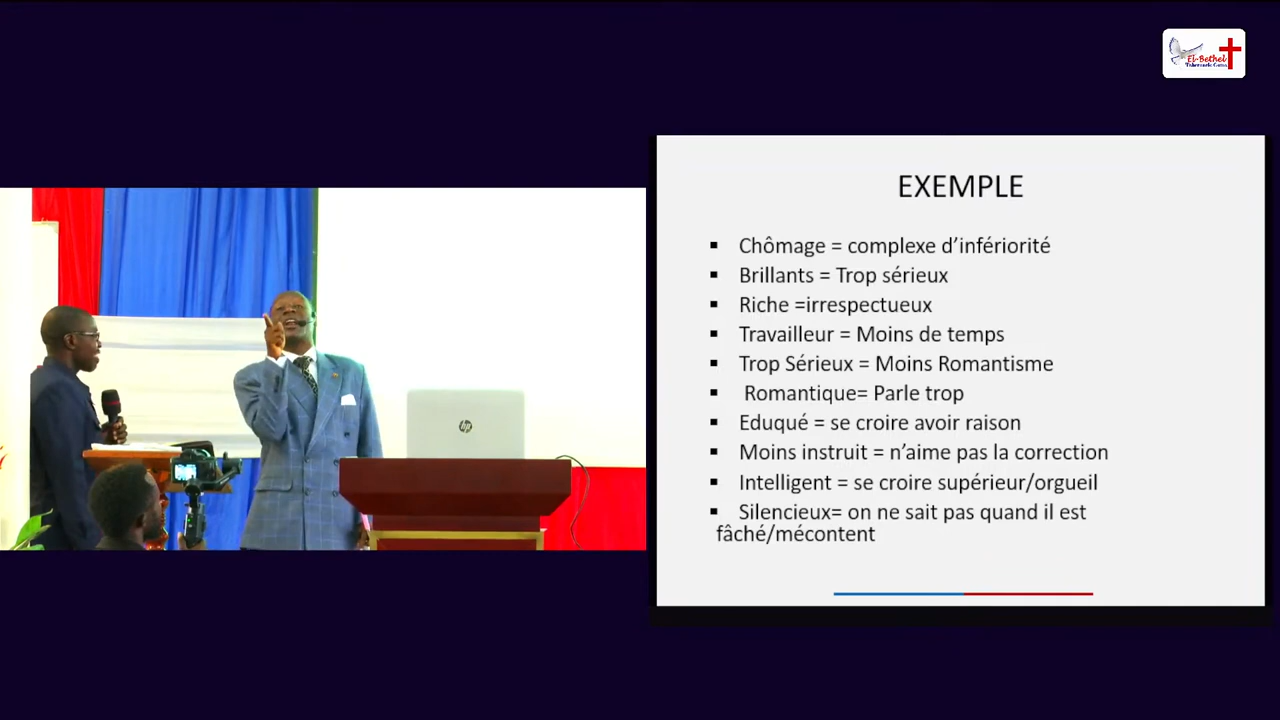 El-Bethel
EXEMPLE
▪ Chômage = complexe d’infériorité
▪ Brillants = Trop sérieux
▪ Riche =irrespectueux
▪ Travailleur = Moins de temps
▪ Trop Sérieux = Moins Romantisme
▪ Romantique= Parle trop
▪ Eduqué = se croire avoir raison
▪ Moins instruit = n’aime pas la correction
▪ Intelligent = se croire supérieur/orgueil
▪ Silencieux= on ne sait pas quand il est
fâché/mécontent
hp